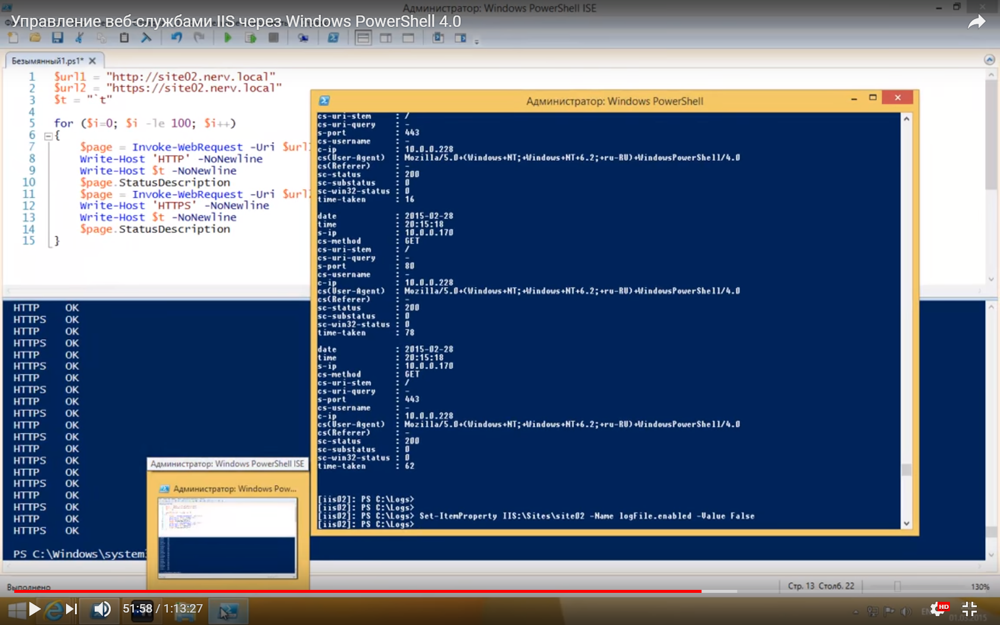 Администратор: Windows PowerShell ISE
Управление веб-службами IIS через Windows PowerShell 4.0
Безымянный1.ps1*
1 $url1 = "http://site02.nerv.local"
2 $url2 = "https://site02.nerv.local"
3 $t = "`t"
4
5 for ($i=0; $i -le 100; $i++)
6 {
7 $page = Invoke-WebRequest -Uri $url
8 Write-Host 'HTTP' -NoNewline
9 Write-Host $t -NoNewline
10 $page.StatusDescription
11 $page = Invoke-WebRequest -Uri $url
12 Write-Host 'HTTPS' -NoNewline
13 Write-Host $t -NoNewline
14 $page.StatusDescription
15 }
HTTP OK
HTTPS OK
HTTP OK
HTTPS OK
HTTP OK
HTTPS OK
HTTP OK
HTTPS OK
HTTP OK
HTTPS OK
HTTP OK
HTTPS OK
HTTP OK
HTTPS OK
HTTP OK
HTTPS OK
HTTP OK
HTTPS OK
HTTP OK
HTTPS OK
PS C:\Windows\system3
Администратор: Windows PowerShell
cs-uri-stem : /
cs-uri-query : -
s-port : 443
cs-username : -
c-ip : 10.0.0.228
cs(User-Agent) : Mozilla/5.0+(Windows+NT;+Windows+NT+6.2;+ru-RU)+WindowsPowerShell/4.0
cs(Referer) : -
sc-status : 200
sc-substatus : 0
sc-win32-status : 0
time-taken : 16
date : 2015-02-28
time : 20:15:18
s-ip : 10.0.0.170
cs-method : GET
cs-uri-stem : /
cs-uri-query : -
s-port : 80
cs-username : -
c-ip : 10.0.0.228
cs(User-Agent) : Mozilla/5.0+(Windows+NT;+Windows+NT+6.2;+ru-RU)+WindowsPowerShell/4.0
cs(Referer) : -
sc-status : 200
sc-substatus : 0
sc-win32-status : 0
time-taken : 78
date : 2015-02-28
time : 20:15:18
s-ip : 10.0.0.170
cs-method : GET
cs-uri-stem : /
cs-uri-query : -
s-port : 443
cs-username : -
c-ip : 10.0.0.228
cs(User-Agent) : Mozilla/5.0+(Windows+NT;+Windows+NT+6.2;+ru-RU)+WindowsPowerShell/4.0
cs(Referer) : -
sc-status : 200
sc-substatus : 0
sc-win32-status : 0
time-taken : 62
[iis02]: PS C:\Logs>
[iis02]: PS C:\Logs>
[iis02]: PS C:\Logs> Set-ItemProperty IIS:\Sites\site02 -Name logFile.enabled -Value False
[iis02]: PS C:\Logs>
Администратор: Windows PowerShell ISE
Администратор: Windows Pow...
Выполнено
Стр. 13 Столб. 22
130%
51:58 / 1:13:27
HD
01.03.2015